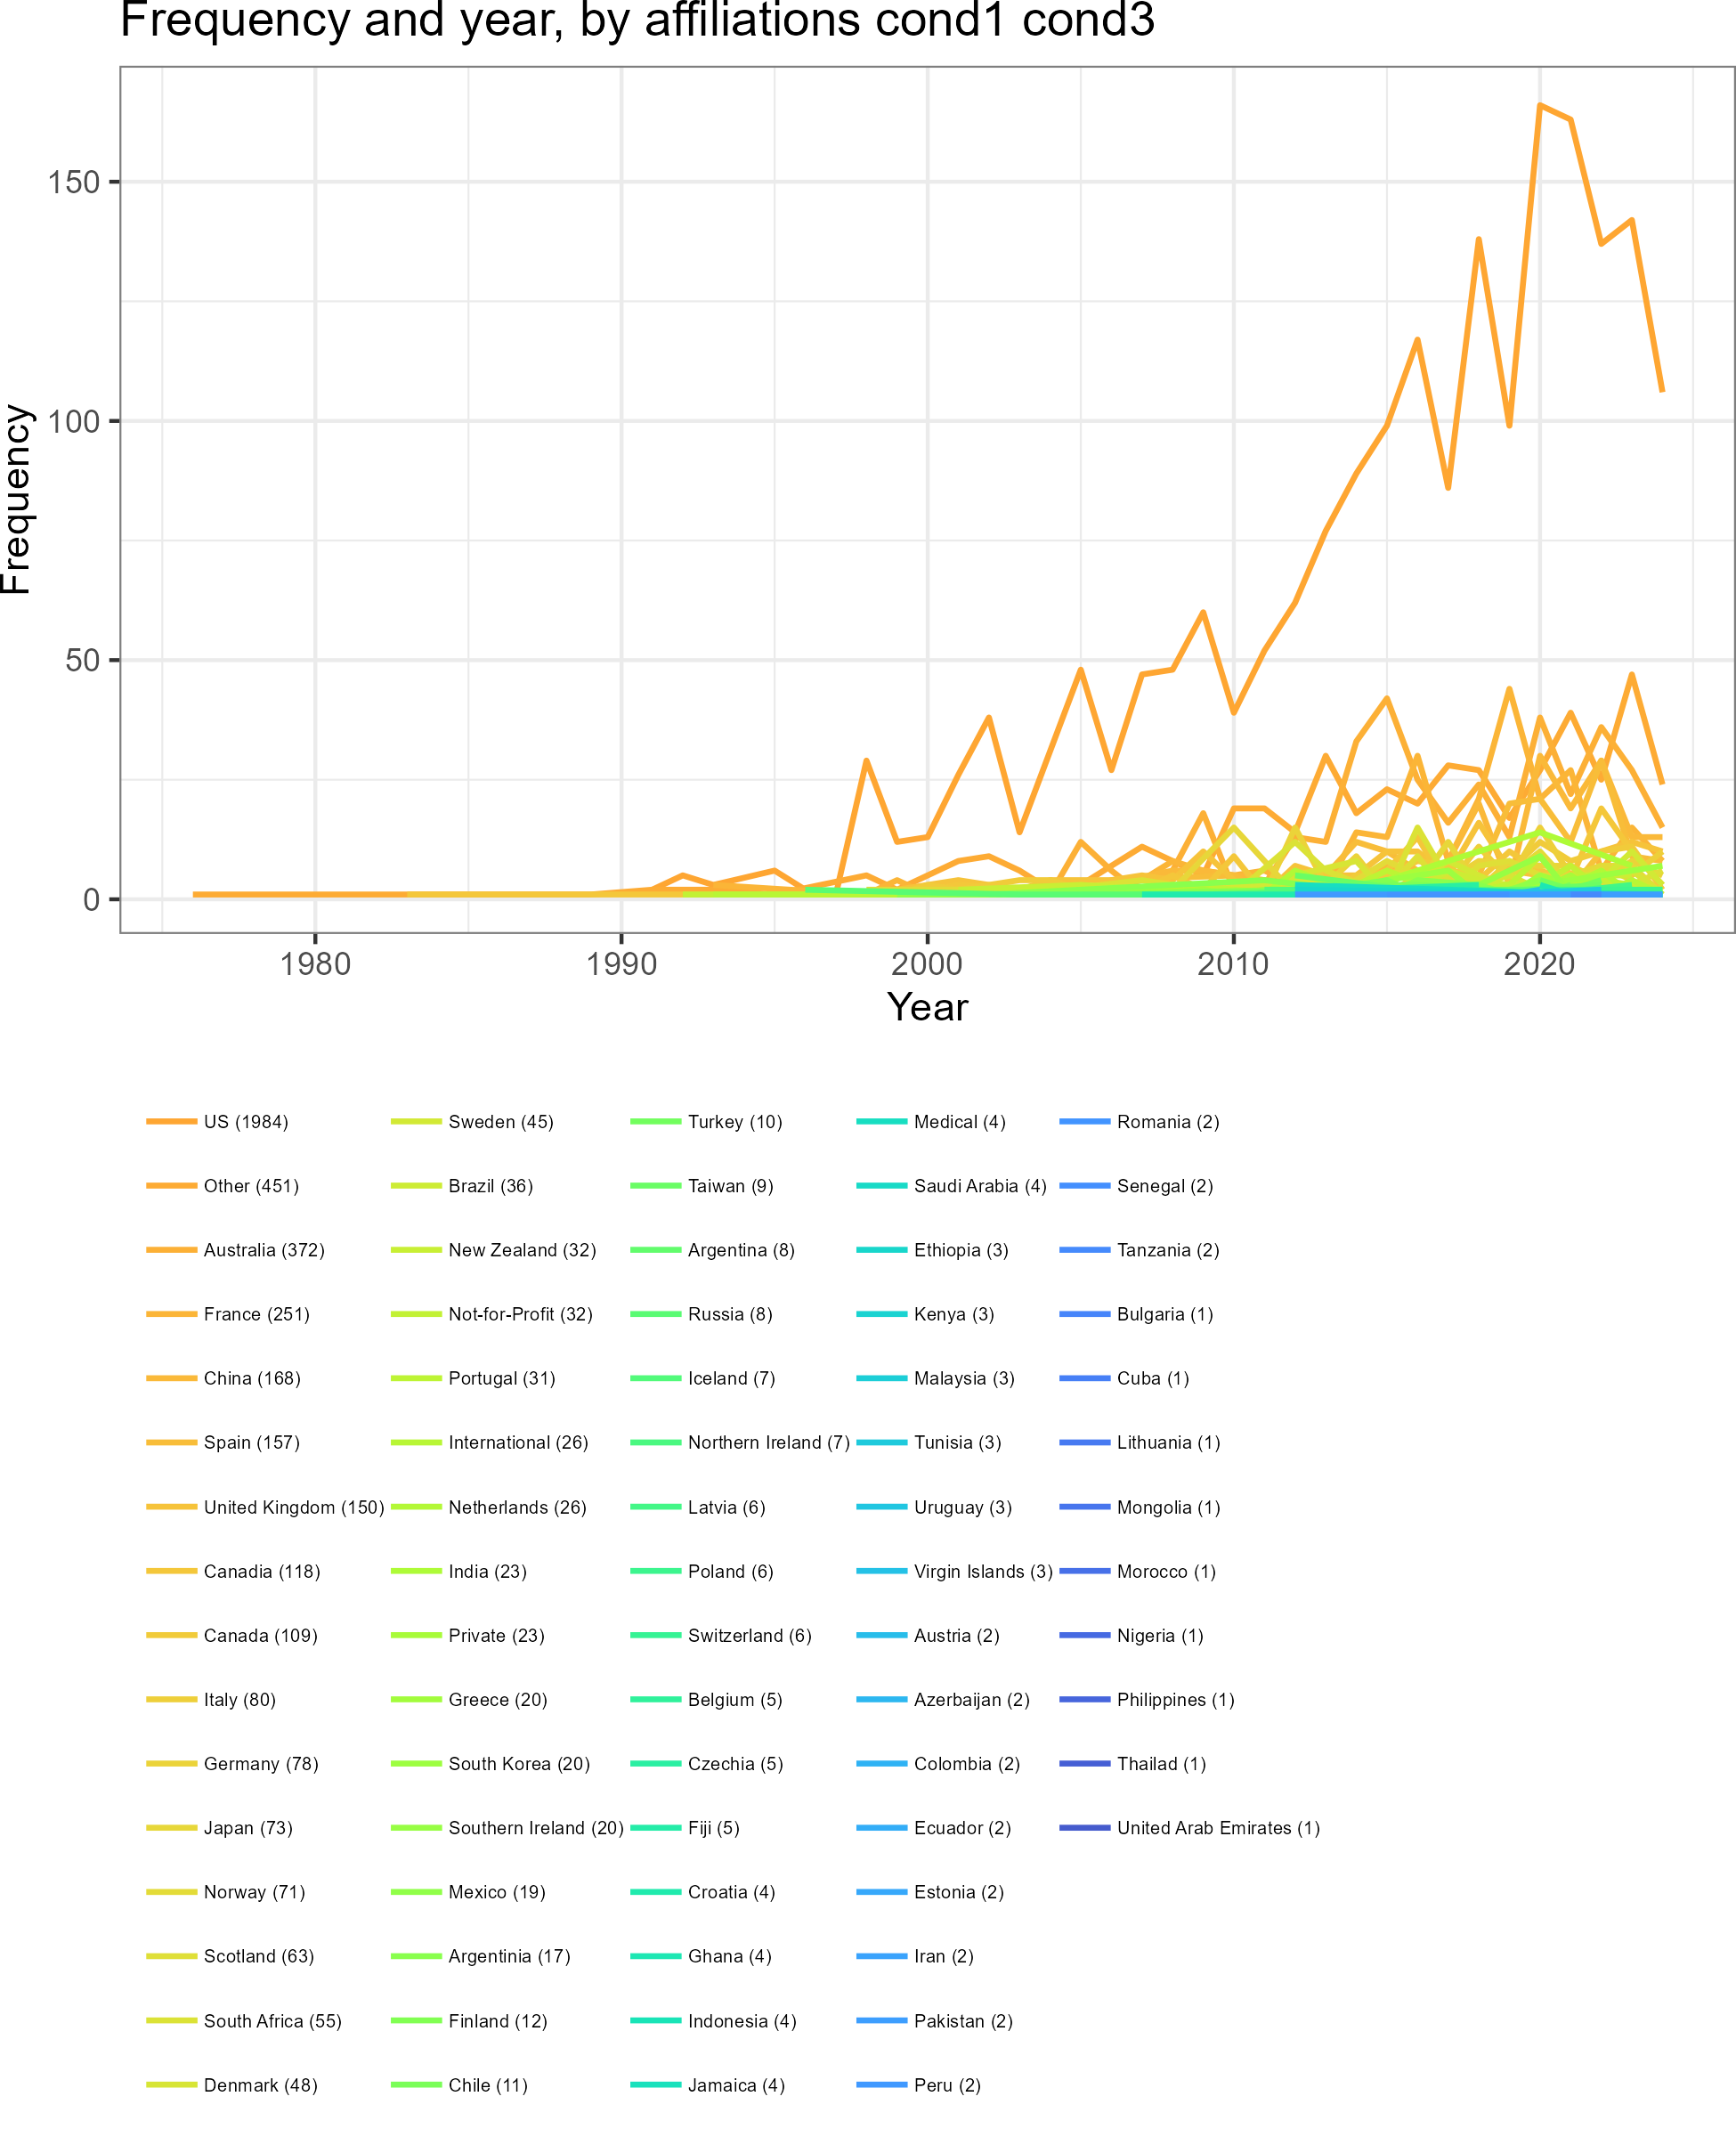 Frequency and year, by affiliations cond1 cond3
150
100
50
0
Frequency
1980 1990 2000 2010 2020
Year
US (1984) Sweden (45) Turkey (10) Medical (4) Romania (2)
Other (451) Brazil (36) Taiwan (9) Saudi Arabia (4) Senegal (2)
Australia (372) New Zealand (32) Argentina (8) Ethiopia (3) Tanzania (2)
France (251) Not-for-Profit (32) Russia (8) Kenya (3) Bulgaria (1)
China (168) Portugal (31) Iceland (7) Malaysia (3) Cuba (1)
Spain (157) International (26) Northern Ireland (7) Tunisia (3) Lithuania (1)
United Kingdom (150) Netherlands (26) Latvia (6) Uruguay (3) Mongolia (1)
Canadia (118) India (23) Poland (6) Virgin Islands (3) Morocco (1)
Canada (109) Private (23) Switzerland (6) Austria (2) Nigeria (1)
Italy (80) Greece (20) Belgium (5) Azerbaijan (2) Philippines (1)
Germany (78) South Korea (20) Czechia (5) Colombia (2) Thailad (1)
Japan (73) Southern Ireland (20) Fiji (5) Ecuador (2) United Arab Emirates (1)
Norway (71) Mexico (19) Croatia (4) Estonia (2)
Scotland (63) Argentinia (17) Ghana (4) Iran (2)
South Africa (55) Finland (12) Indonesia (4) Pakistan (2)
Denmark (48) Chile (11) Jamaica (4) Peru (2)